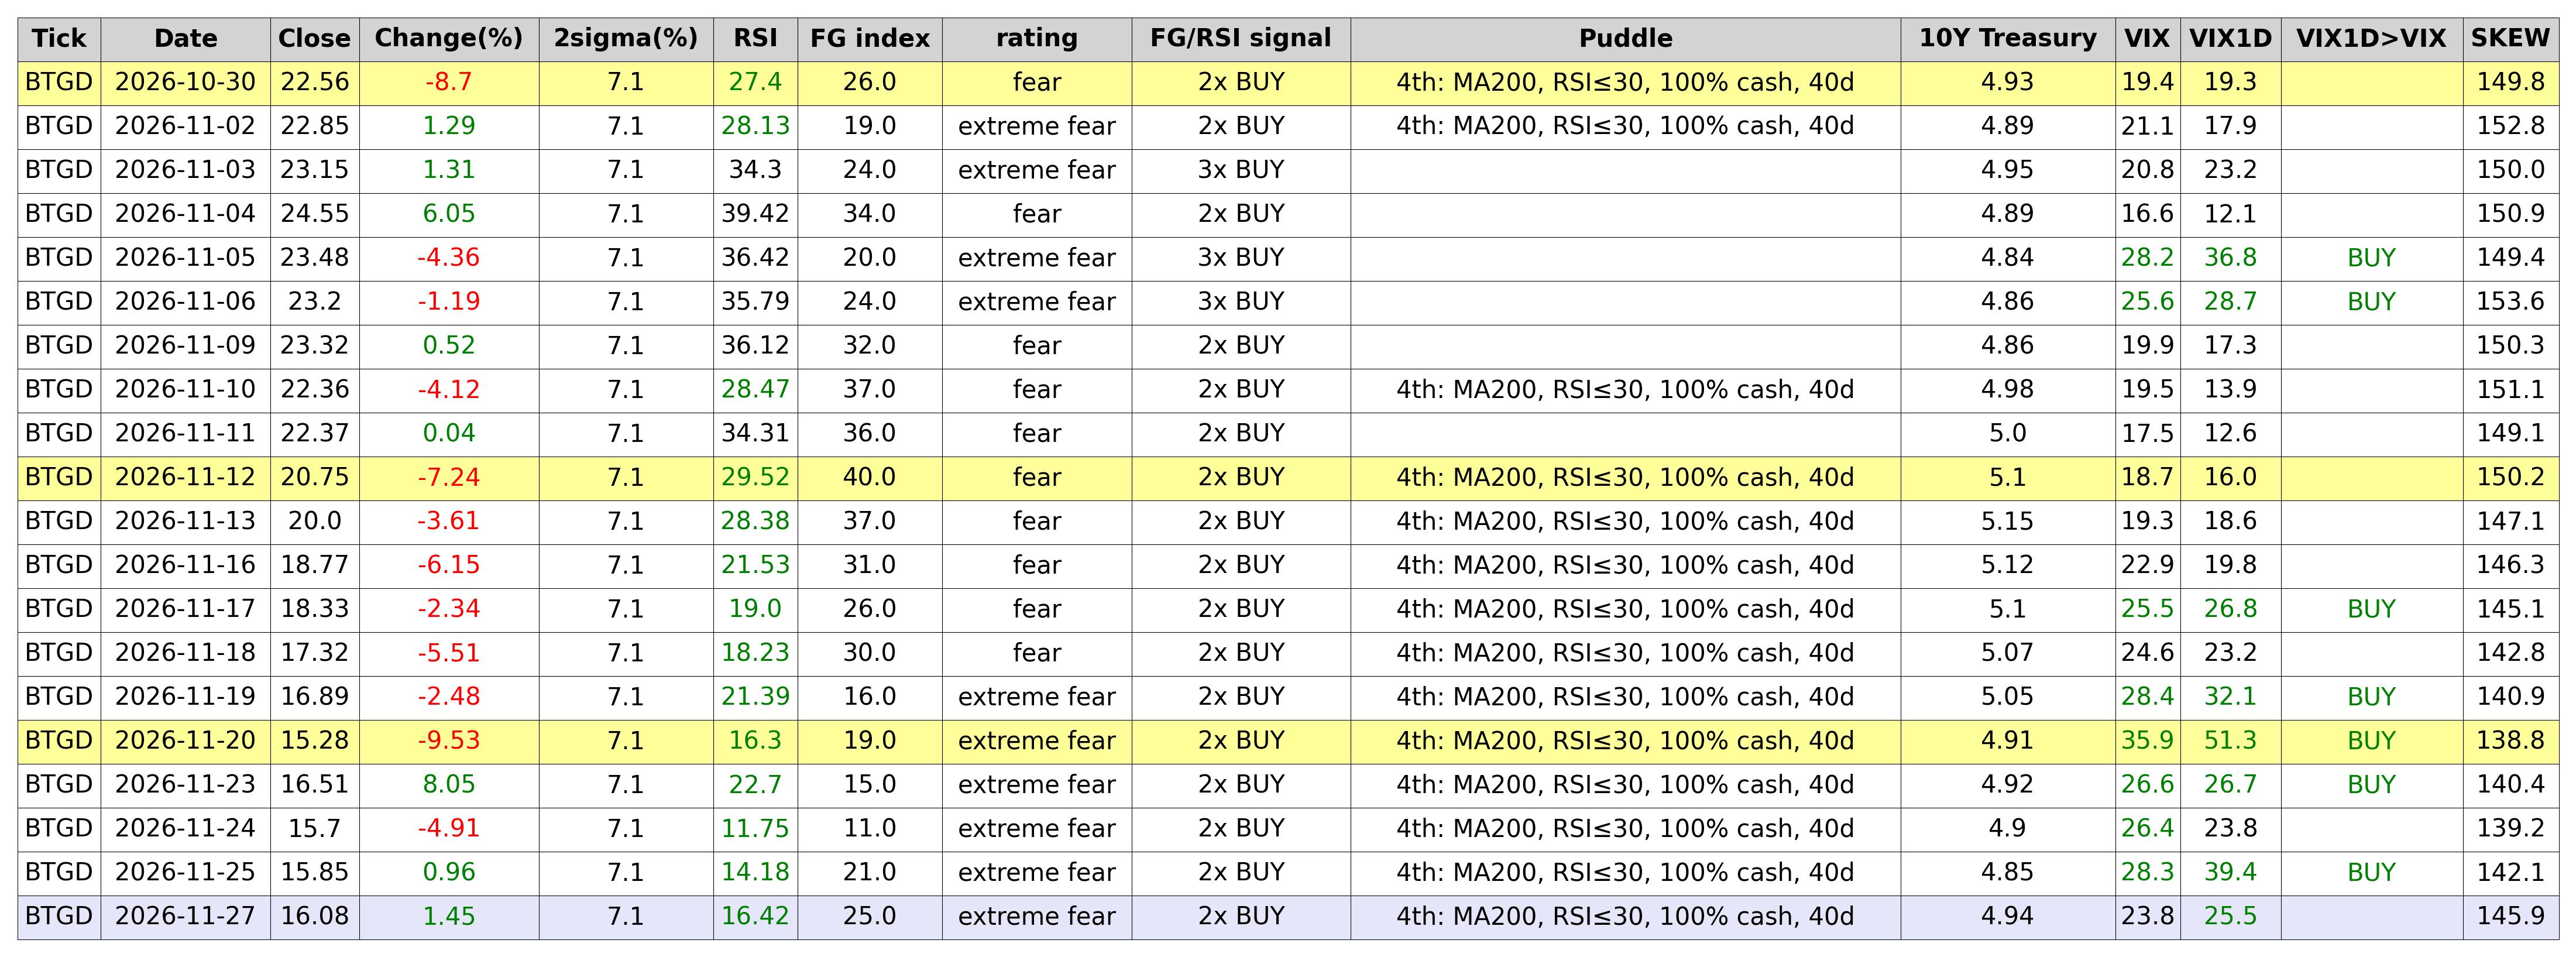 Tick Date Close Change(%) 2sigma(%) RSI FG index rating FG/RSI signal Puddle 10Y Treasury VIX VIX1D VIX1D>VIX SKEW
BTGD 2026-10-30 22.56 -8.7 7.1 27.4 26.0 fear 2x BUY 4th: MA200, RSI≤30, 100% cash, 40d 4.93 19.4 19.3 149.8
BTGD 2026-11-02 22.85 1.29 7.1 28.13 19.0 extreme fear 2x BUY 4th: MA200, RSI≤30, 100% cash, 40d 4.89 21.1 17.9 152.8
BTGD 2026-11-03 23.15 1.31 7.1 34.3 24.0 extreme fear 3x BUY 4.95 20.8 23.2 150.0
BTGD 2026-11-04 24.55 6.05 7.1 39.42 34.0 fear 2x BUY 4.89 16.6 12.1 150.9
BTGD 2026-11-05 23.48 -4.36 7.1 36.42 20.0 extreme fear 3x BUY 4.84 28.2 36.8 BUY 149.4
BTGD 2026-11-06 23.2 -1.19 7.1 35.79 24.0 extreme fear 3x BUY 4.86 25.6 28.7 BUY 153.6
BTGD 2026-11-09 23.32 0.52 7.1 36.12 32.0 fear 2x BUY 4.86 19.9 17.3 150.3
BTGD 2026-11-10 22.36 -4.12 7.1 28.47 37.0 fear 2x BUY 4th: MA200, RSI≤30, 100% cash, 40d 4.98 19.5 13.9 151.1
BTGD 2026-11-11 22.37 0.04 7.1 34.31 36.0 fear 2x BUY 5.0 17.5 12.6 149.1
BTGD 2026-11-12 20.75 -7.24 7.1 29.52 40.0 fear 2x BUY 4th: MA200, RSI≤30, 100% cash, 40d 5.1 18.7 16.0 150.2
BTGD 2026-11-13 20.0 -3.61 7.1 28.38 37.0 fear 2x BUY 4th: MA200, RSI≤30, 100% cash, 40d 5.15 19.3 18.6 147.1
BTGD 2026-11-16 18.77 -6.15 7.1 21.53 31.0 fear 2x BUY 4th: MA200, RSI≤30, 100% cash, 40d 5.12 22.9 19.8 146.3
BTGD 2026-11-17 18.33 -2.34 7.1 19.0 26.0 fear 2x BUY 4th: MA200, RSI≤30, 100% cash, 40d 5.1 25.5 26.8 BUY 145.1
BTGD 2026-11-18 17.32 -5.51 7.1 18.23 30.0 fear 2x BUY 4th: MA200, RSI≤30, 100% cash, 40d 5.07 24.6 23.2 142.8
BTGD 2026-11-19 16.89 -2.48 7.1 21.39 16.0 extreme fear 2x BUY 4th: MA200, RSI≤30, 100% cash, 40d 5.05 28.4 32.1 BUY 140.9
BTGD 2026-11-20 15.28 -9.53 7.1 16.3 19.0 extreme fear 2x BUY 4th: MA200, RSI≤30, 100% cash, 40d 4.91 35.9 51.3 BUY 138.8
BTGD 2026-11-23 16.51 8.05 7.1 22.7 15.0 extreme fear 2x BUY 4th: MA200, RSI≤30, 100% cash, 40d 4.92 26.6 26.7 BUY 140.4
BTGD 2026-11-24 15.7 -4.91 7.1 11.75 11.0 extreme fear 2x BUY 4th: MA200, RSI≤30, 100% cash, 40d 4.9 26.4 23.8 139.2
BTGD 2026-11-25 15.85 0.96 7.1 14.18 21.0 extreme fear 2x BUY 4th: MA200, RSI≤30, 100% cash, 40d 4.85 28.3 39.4 BUY 142.1
BTGD 2026-11-27 16.08 1.45 7.1 16.42 25.0 extreme fear 2x BUY 4th: MA200, RSI≤30, 100% cash, 40d 4.94 23.8 25.5 145.9